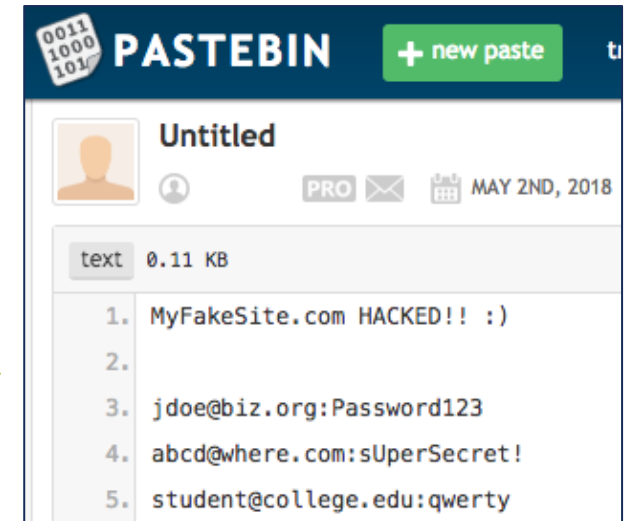 0011
1000
101
PASTEBIN
+ new paste
Untitled
PRO
MAY 2ND, 2018
text 0.11 KB
1. MyFakeSite.com HACKED!! :)
2.
3. jdoe@biz.org:Password123
4. abcd@where.com:sUperSecret!
5. student@college.edu:qwerty